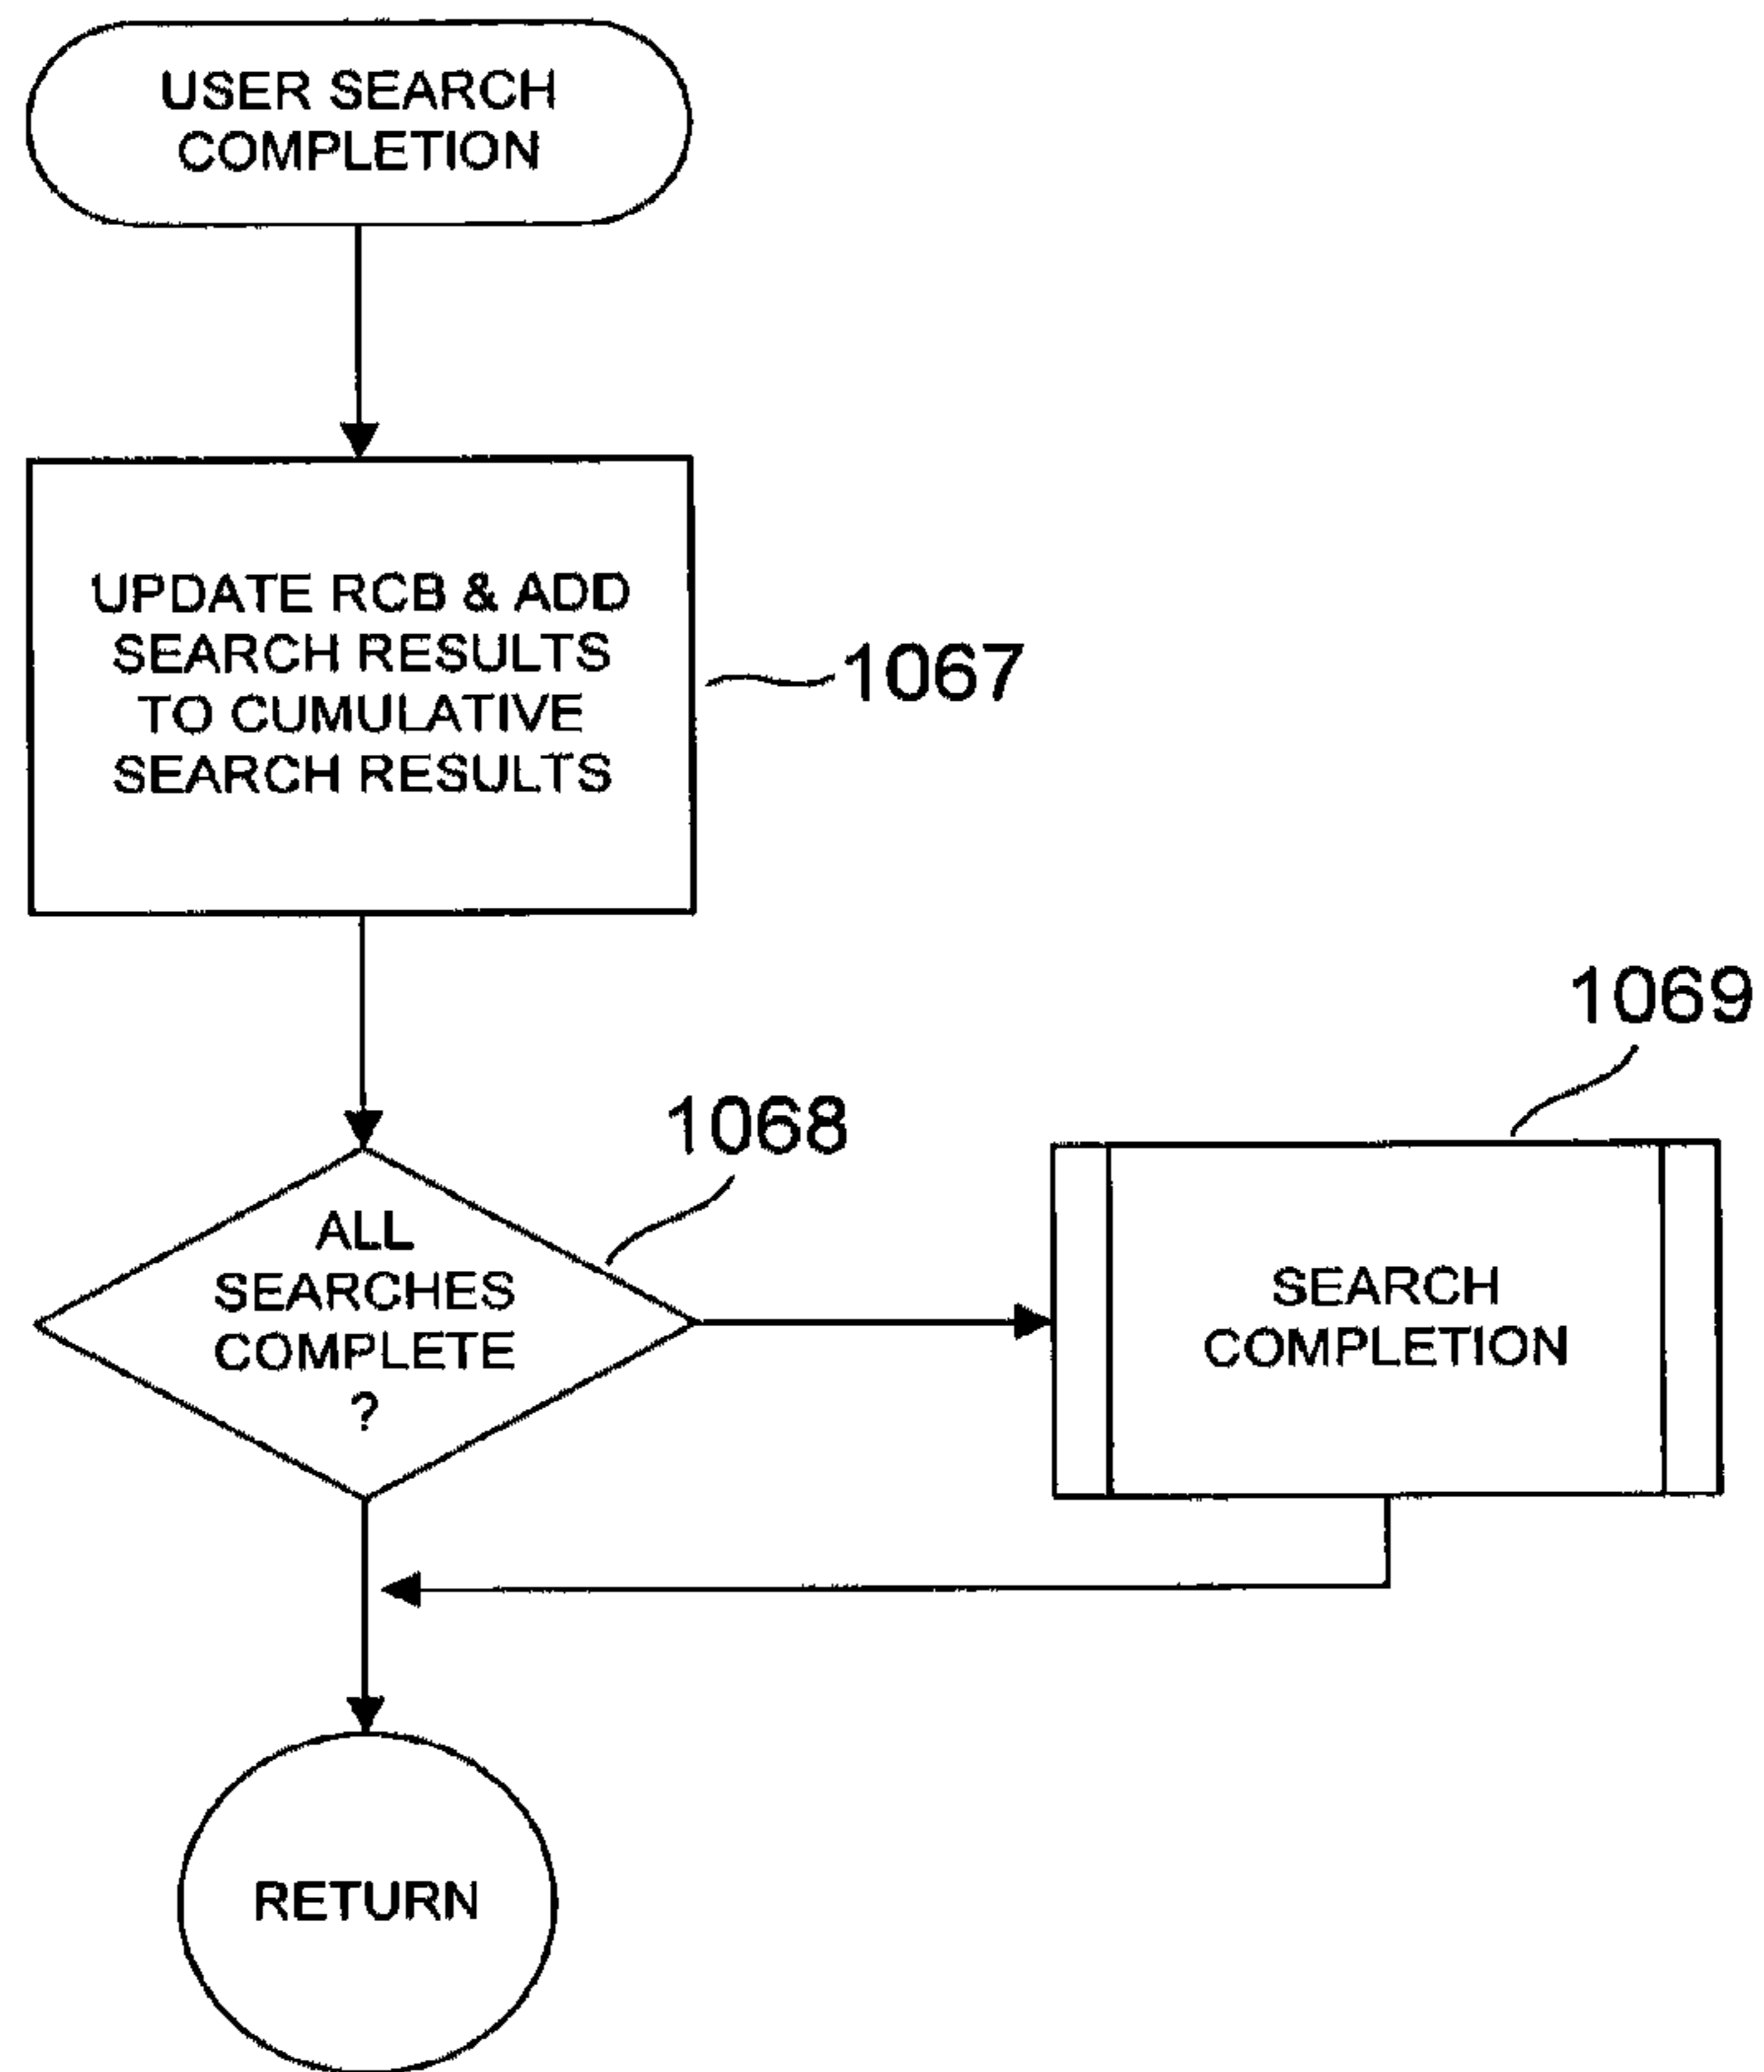 USER SEARCH
COMPLETION
UPDATE RCB & ADD
SEARCH RESULTS
TO CUMULATIVE
SEARCH RESULTS
1067
1069
1068
ALL
SEARCHES
COMPLETE
?
SEARCH
COMPLETION
RETURN